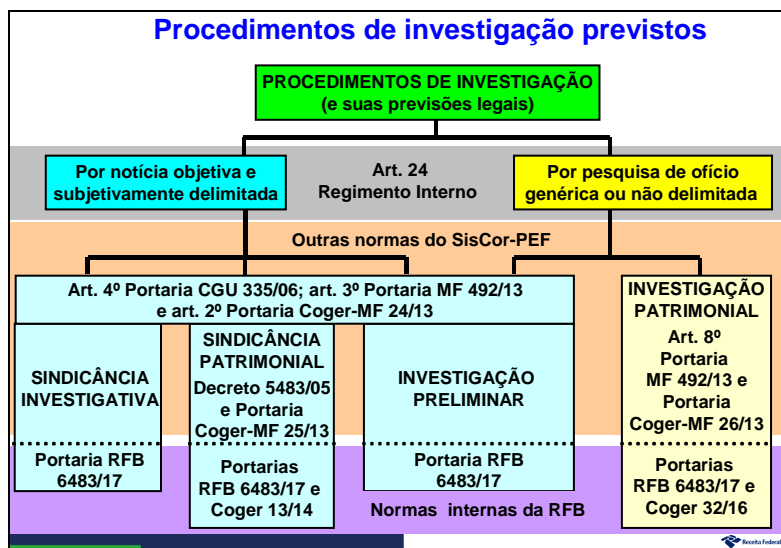 Procedimentos de investigação previstos
PROCEDIMENTOS DE INVESTIGAÇÃO
(e suas previsões legais)
Por notícia objetiva e
subjetivamente delimitada
Art. 24
Regimento Interno
Por pesquisa de ofício
genérica ou não delimitada
Outras normas do SisCor-PEF
Art. 4º Portaria CGU 335/06; art. 3º Portaria MF 492/13
e art. 2º Portaria Coger-MF 24/13
SINDICÂNCIA
INVESTIGATIVA
Portaria RFB
6483/17
SINDICÂNCIA
PATRIMONIAL
Decreto 5483/05
e Portaria
Coger-MF 25/13
Portarias
RFB 6483/17 e
Coger 13/14
INVESTIGAÇÃO
PRELIMINAR
Portaria RFB
6483/17
INVESTIGAÇÃO
PATRIMONIAL
Art. 8º
Portaria
MF 492/13 e
Portaria
Coger-MF 26/13
Portarias
RFB 6483/17 e
Coger 32/16
Normas internas da RFB
Receita Federal